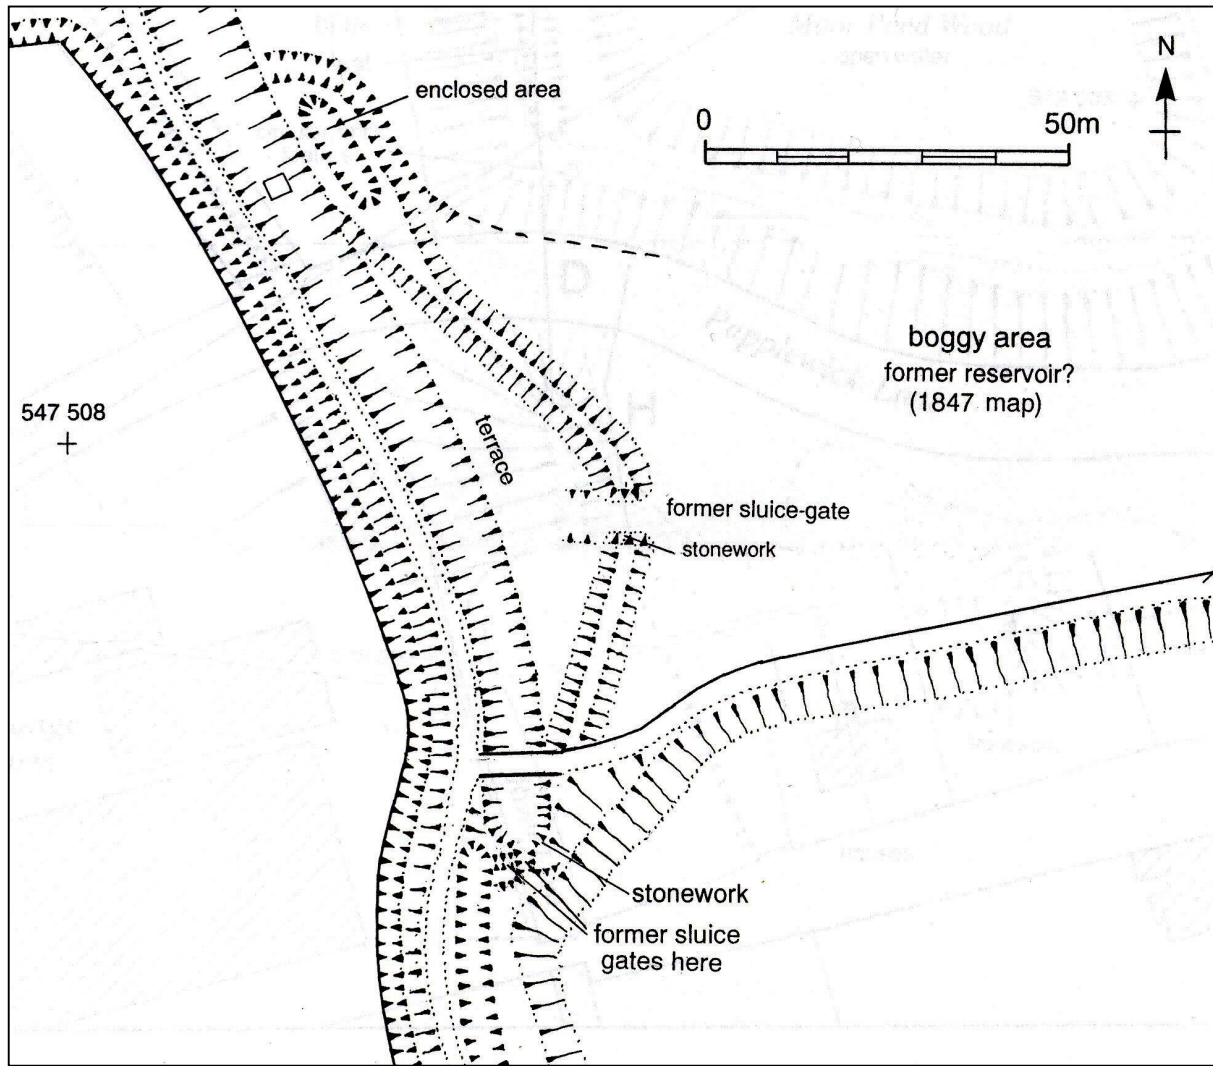 enclosed area
N
0 50m
547 508
boggy area
former reservoir?
(1847 map)
terrace
former sluice-gate
stonework
stonework
former sluice
gates here